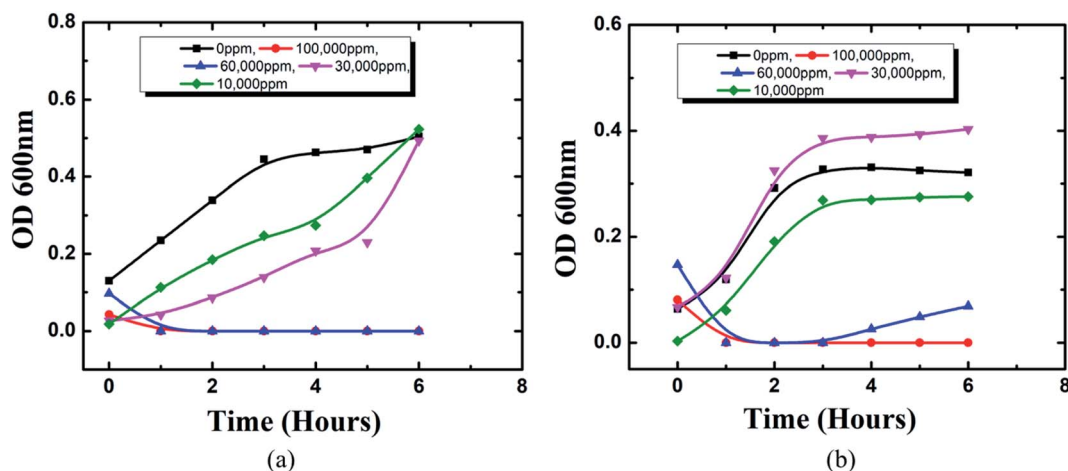 0.8
0ppm, 100,000ppm,
60,000ppm, 30,000ppm,
10,000ppm
0.6
0.4
0.2
0.0
OD 600nm
0 2 4 6 8
Time (Hours)
(a)
0.6
0ppm, 100,000ppm,
60,000ppm, 30,000ppm,
10,000ppm
0.4
0.2
0.0
OD 600nm
0 2 4 6 8
Time (Hours)
(b)